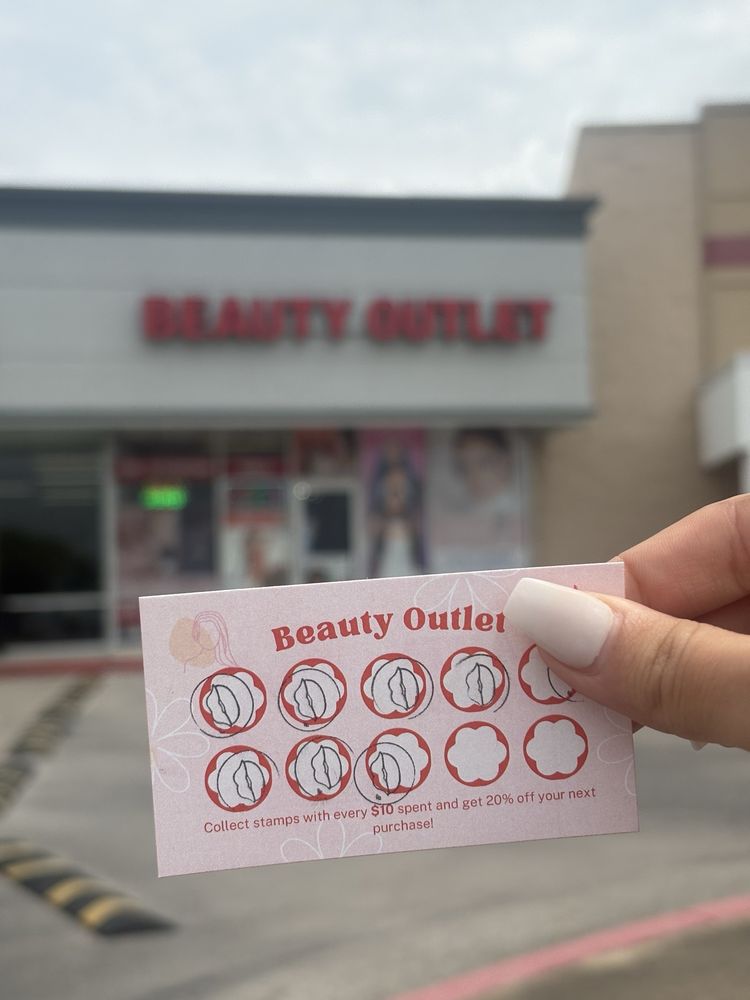 BEAUTY OUTLET
Beauty Outlet
Collect stamps with every $10 spent and get 20% off your next
purchase!